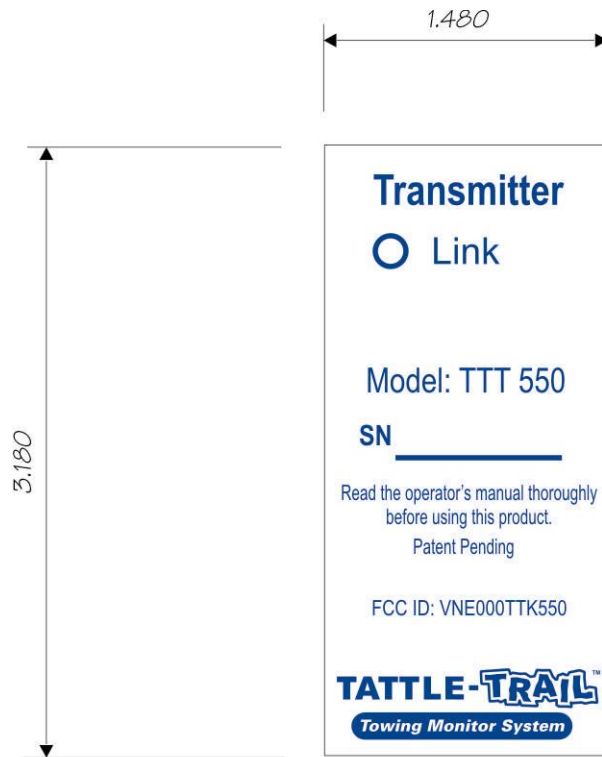 1.480
3.180
Transmitter
Link
Model: TTT 550
SN
Read the operator's manual thoroughly
before using this product.
Patent Pending
FCC ID: VNE000TTK550
TATTLE-TRAIL™
Towing Monitor System